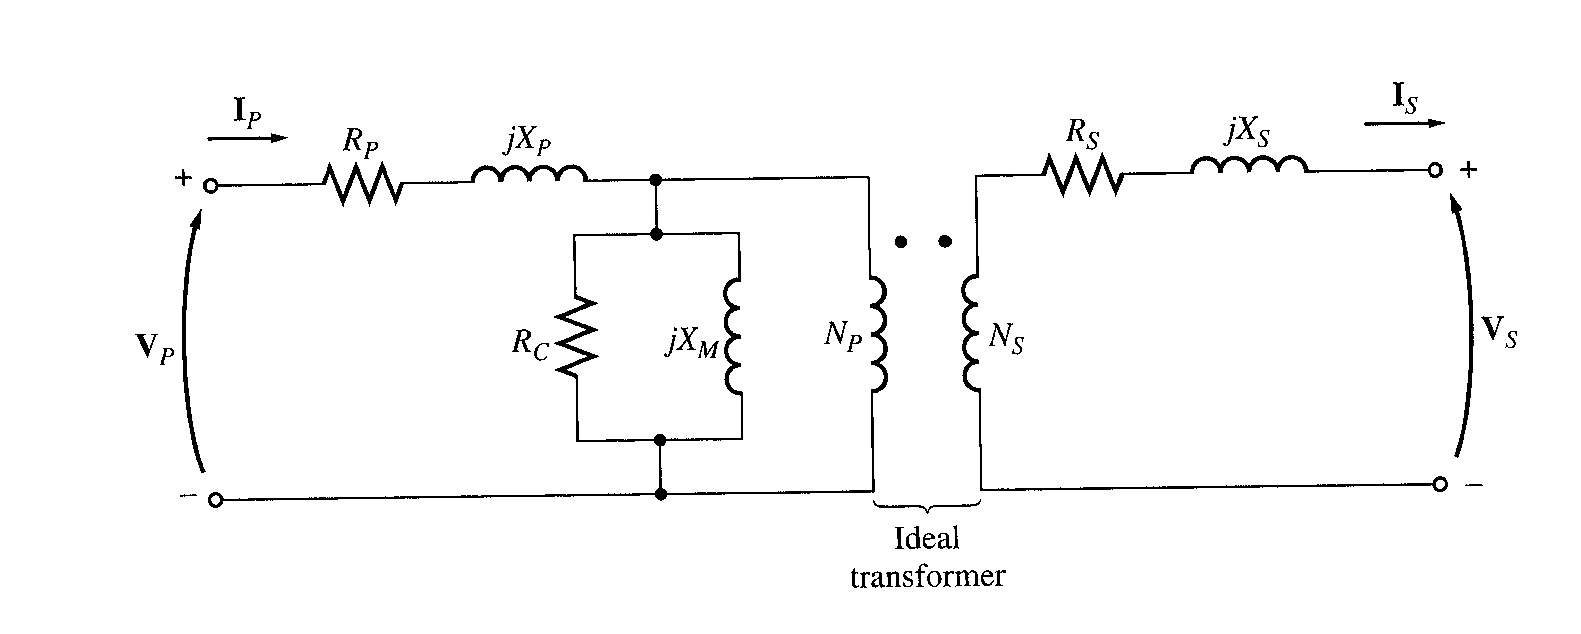 I_P
R_P
jX_P
+
V_P
−
R_C
jX_M
N_P
N_S
R_S
jX_S
I_S
+
V_S
−
Ideal
transformer